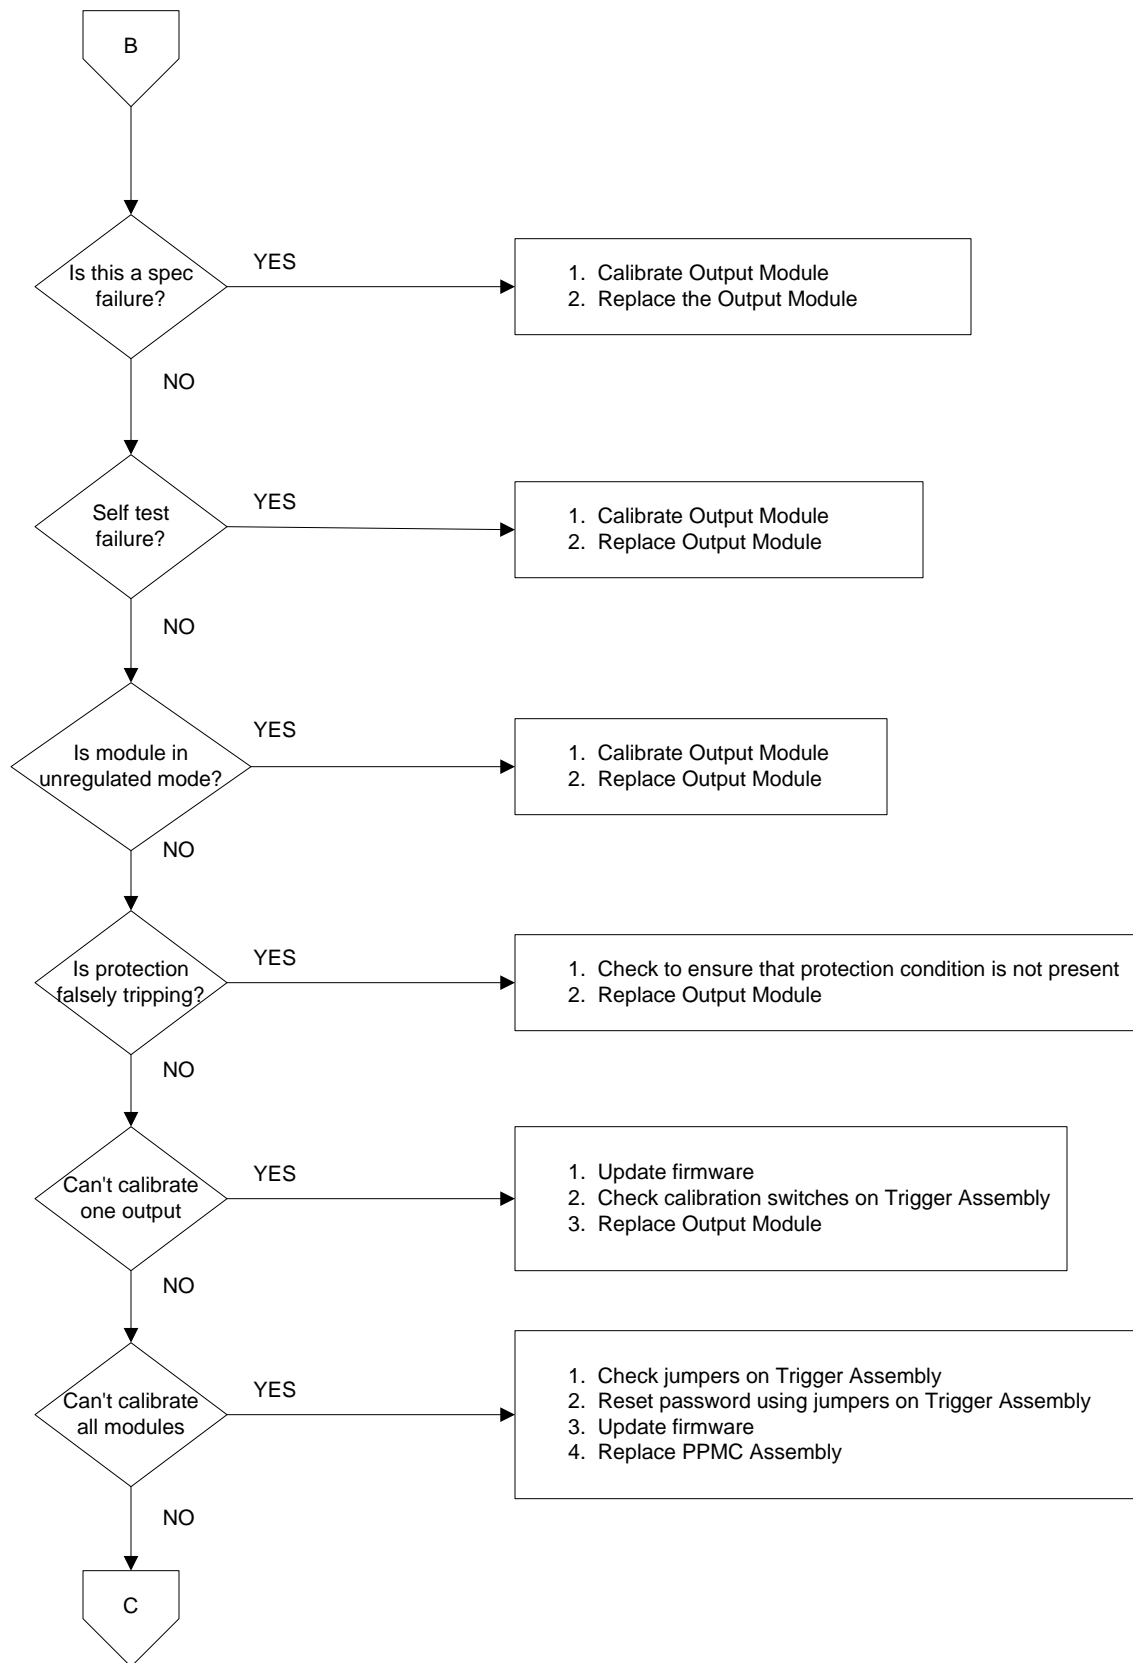 B
Is this a spec
failure?
YES
1. Calibrate Output Module
2. Replace the Output Module
NO
Self test
failure?
YES
1. Calibrate Output Module
2. Replace Output Module
NO
Is module in
unregulated mode?
YES
1. Calibrate Output Module
2. Replace Output Module
NO
Is protection
falsely tripping?
YES
1. Check to ensure that protection condition is not present
2. Replace Output Module
NO
Can't calibrate
one output
YES
1. Update firmware
2. Check calibration switches on Trigger Assembly
3. Replace Output Module
NO
Can't calibrate
all modules
YES
1. Check jumpers on Trigger Assembly
2. Reset password using jumpers on Trigger Assembly
3. Update firmware
4. Replace PPMC Assembly
NO
C